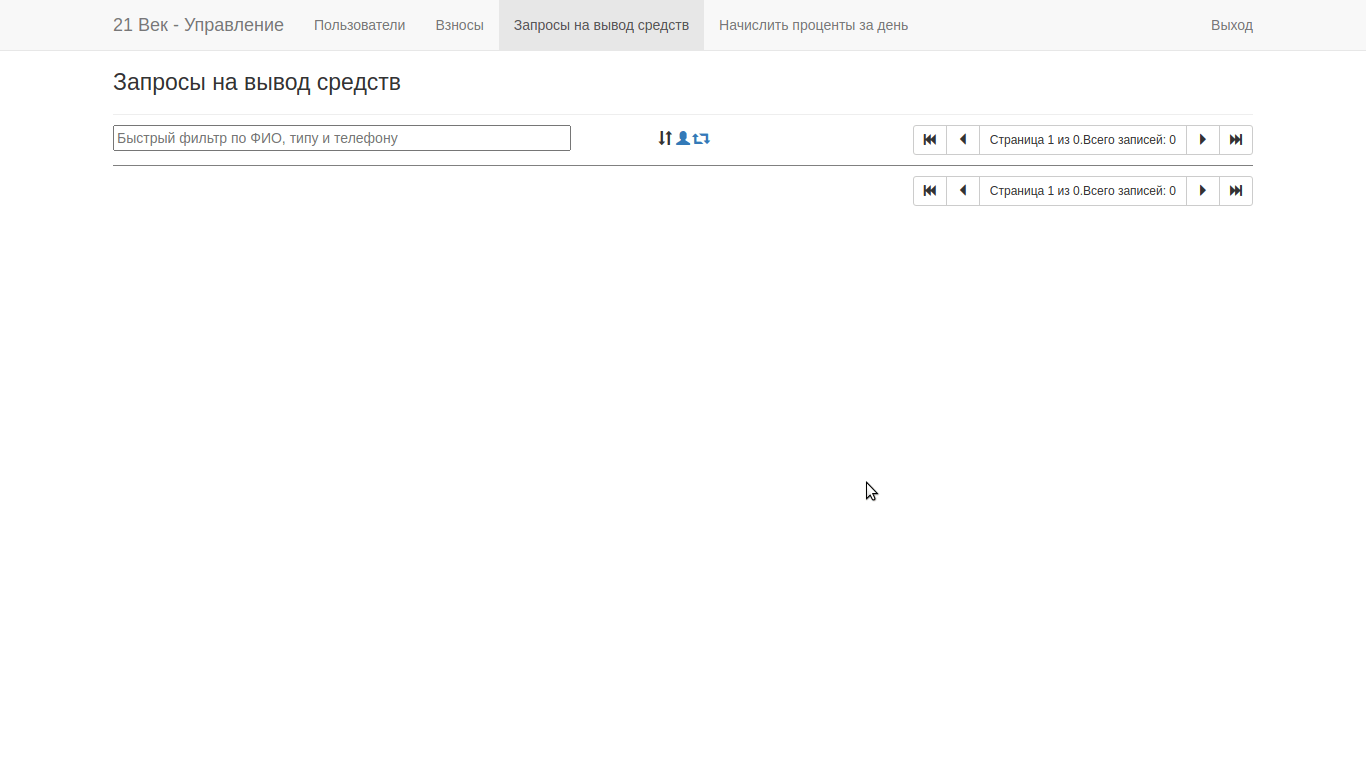 21 Век - Управление Пользователи Взносы Запросы на вывод средств Начислить проценты за день Выход
Запросы на вывод средств
Быстрый фильтр по ФИО, типу и телефону Страница 1 из 0.Всего записей: 0
Страница 1 из 0.Всего записей: 0